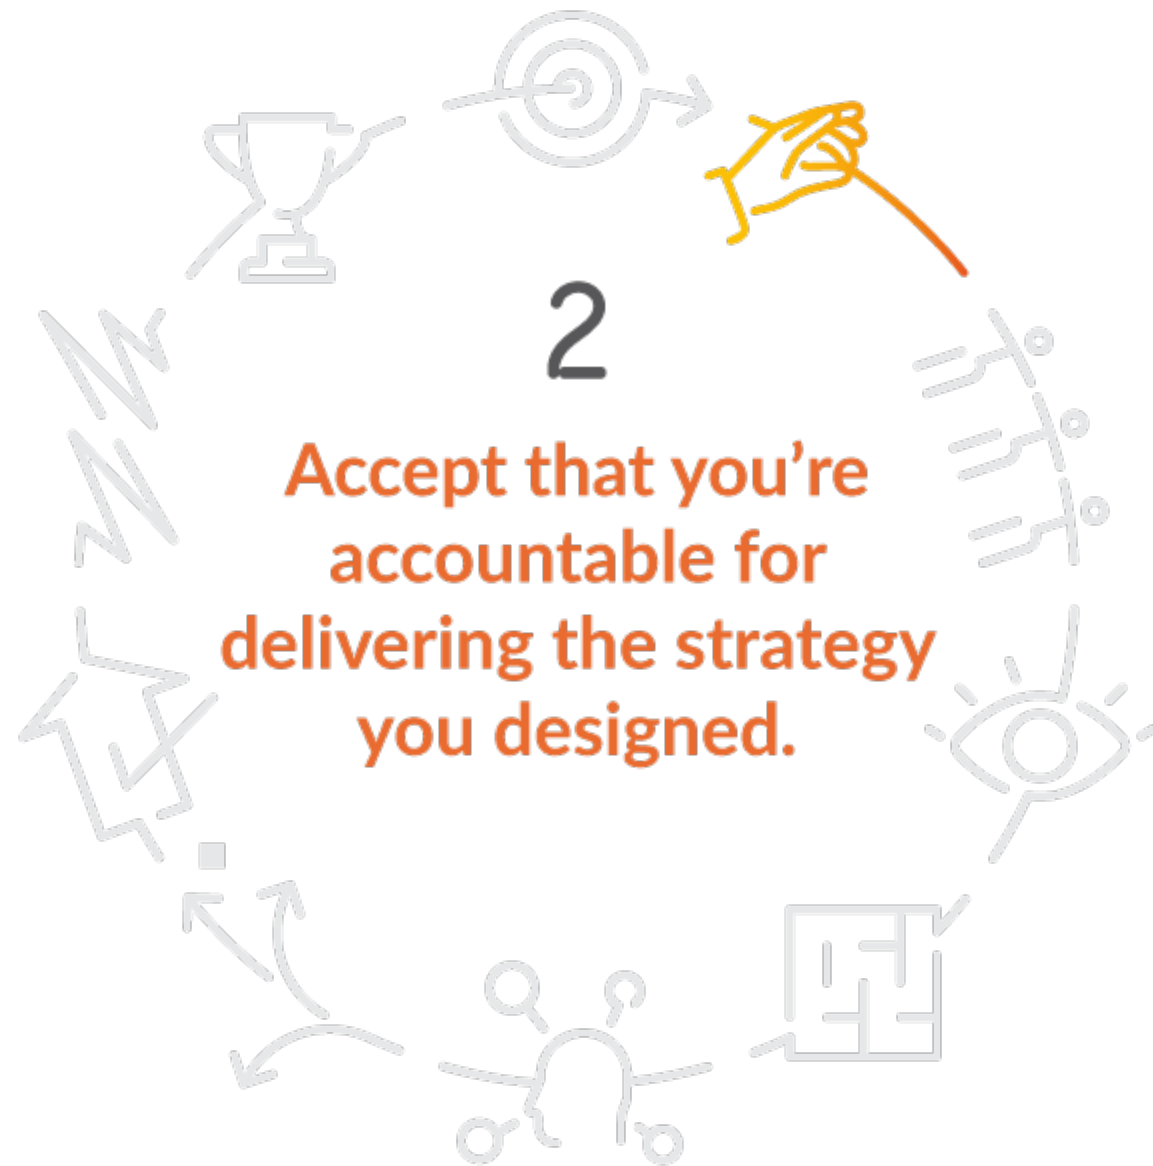 2
Accept that you’re
accountable for
delivering the strategy
you designed.